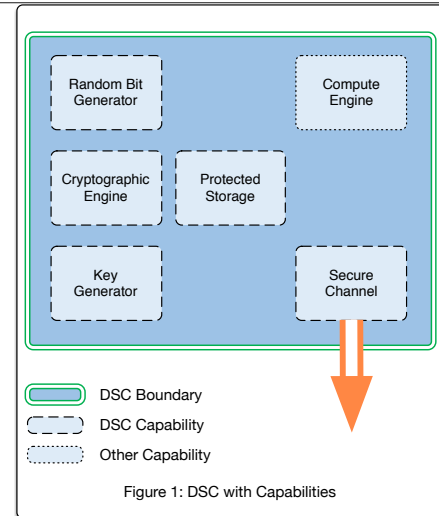 Random Bit
Generator
Compute
Engine
Cryptographic
Engine
Protected
Storage
Key
Generator
Secure
Channel
DSC Boundary
DSC Capability
Other Capability
Figure 1: DSC with Capabilities